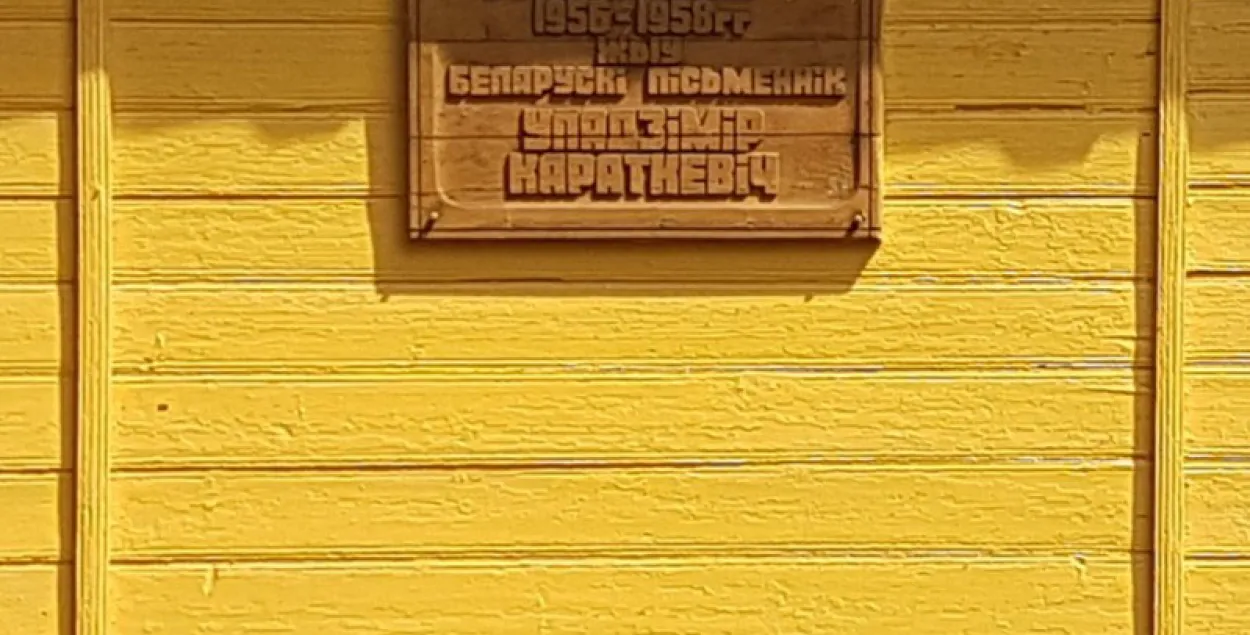 1956-1958гг
жыў
БЕЛАРУСКІ ПІСЬМЕННІК
УЛАДЗІМІР
КАРАТКЕВІЧ